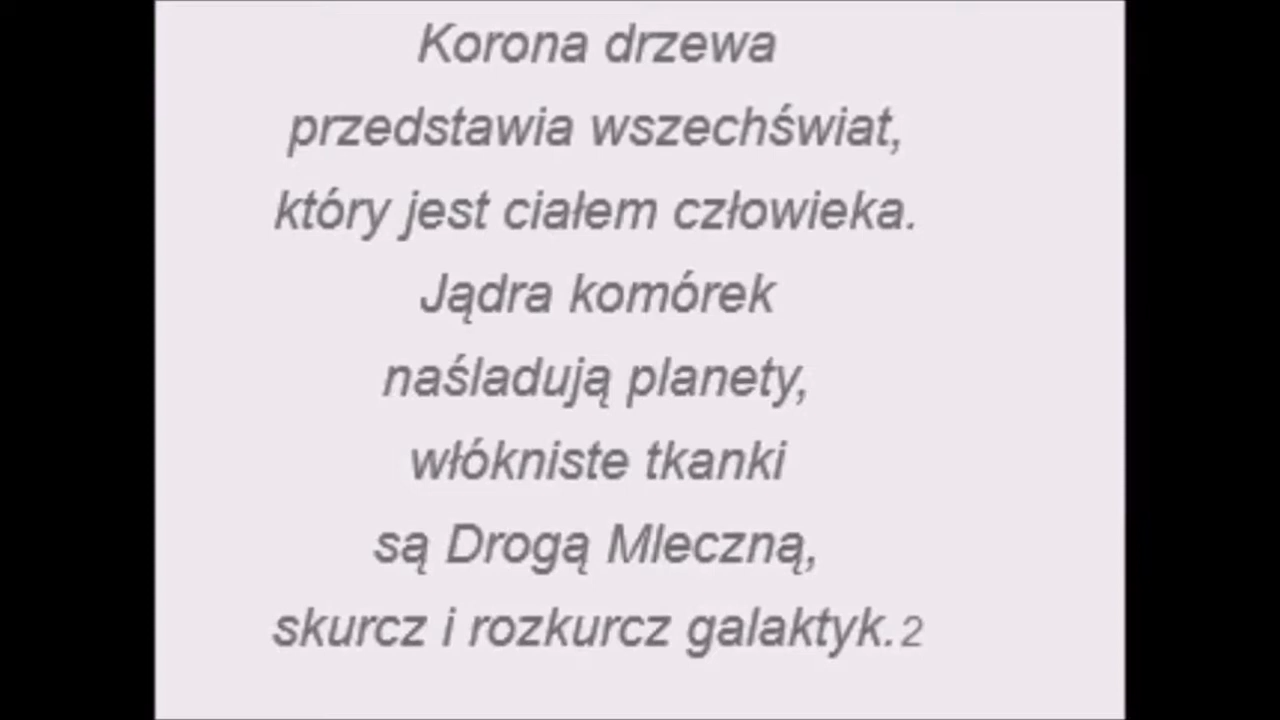 Korona drzewa
przedstawia wszechświat,
który jest ciałem człowieka.
Jądra komórek
naśladują planety,
włókniste tkanki
są Drogą Mleczną,
skurcz i rozkurcz galaktyk.2